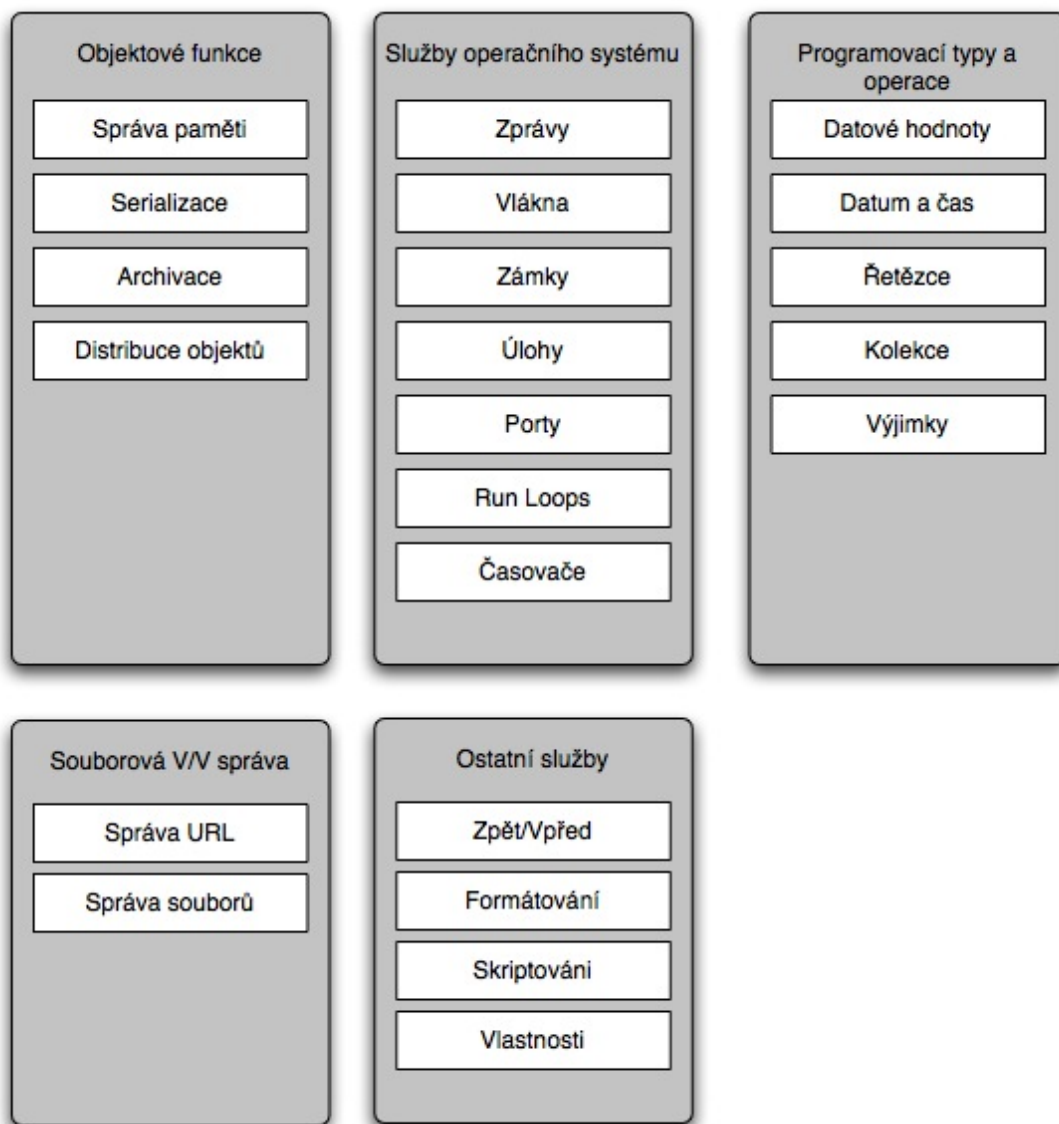 Objektové funkce
Správa paměti
Serializace
Archivace
Distribuce objektů
Služby operačního systému
Zprávy
Vlákna
Zámky
Úlohy
Porty
Run Loops
Časovače
Programovací typy a
operace
Datové hodnoty
Datum a čas
Řetězce
Kolekce
Výjimky
Souborová V/V správa
Správa URL
Správa souborů
Ostatní služby
Zpět/Vpřed
Formátování
Skriptováni
Vlastnosti